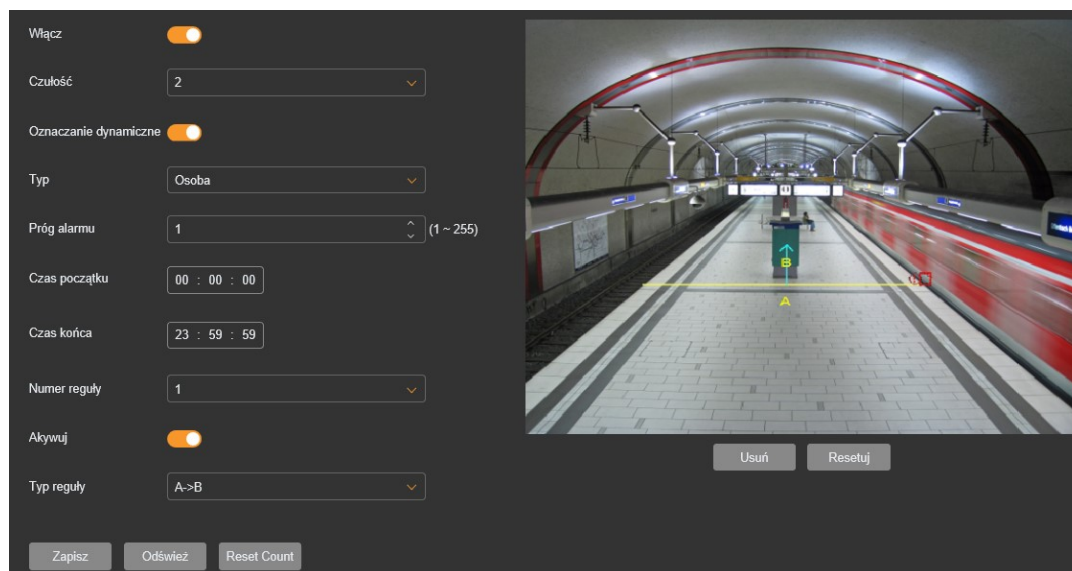 Włącz
Czułość 2
Oznaczanie dynamiczne
Typ Osoba
Próg alarmu 1 (1 ~ 255)
Czas początku 00 : 00 : 00
Czas końca 23 : 59 : 59
Numer reguły 1
Akywuj
Typ reguły A->B
Zapisz Odśwież Reset Count
B
A
Usuń Resetuj